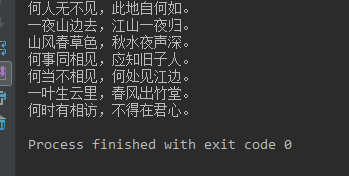 何人无不见，此地自何如。
一夜山边去，江山一夜归。
山风春草色，秋水夜声深。
何事同相见，应知旧子人。
何当不相见，何处见江边。
一叶生云里，春风出竹堂。
何时有相访，不得在君心。
Process finished with exit code 0